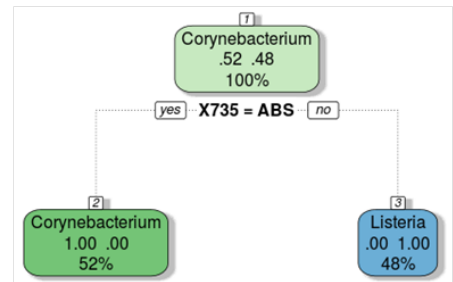 1
Corynebacterium
.52 .48
100%
yes X735 = ABS no
2
Corynebacterium
1.00 .00
52%
3
Listeria
.00 1.00
48%